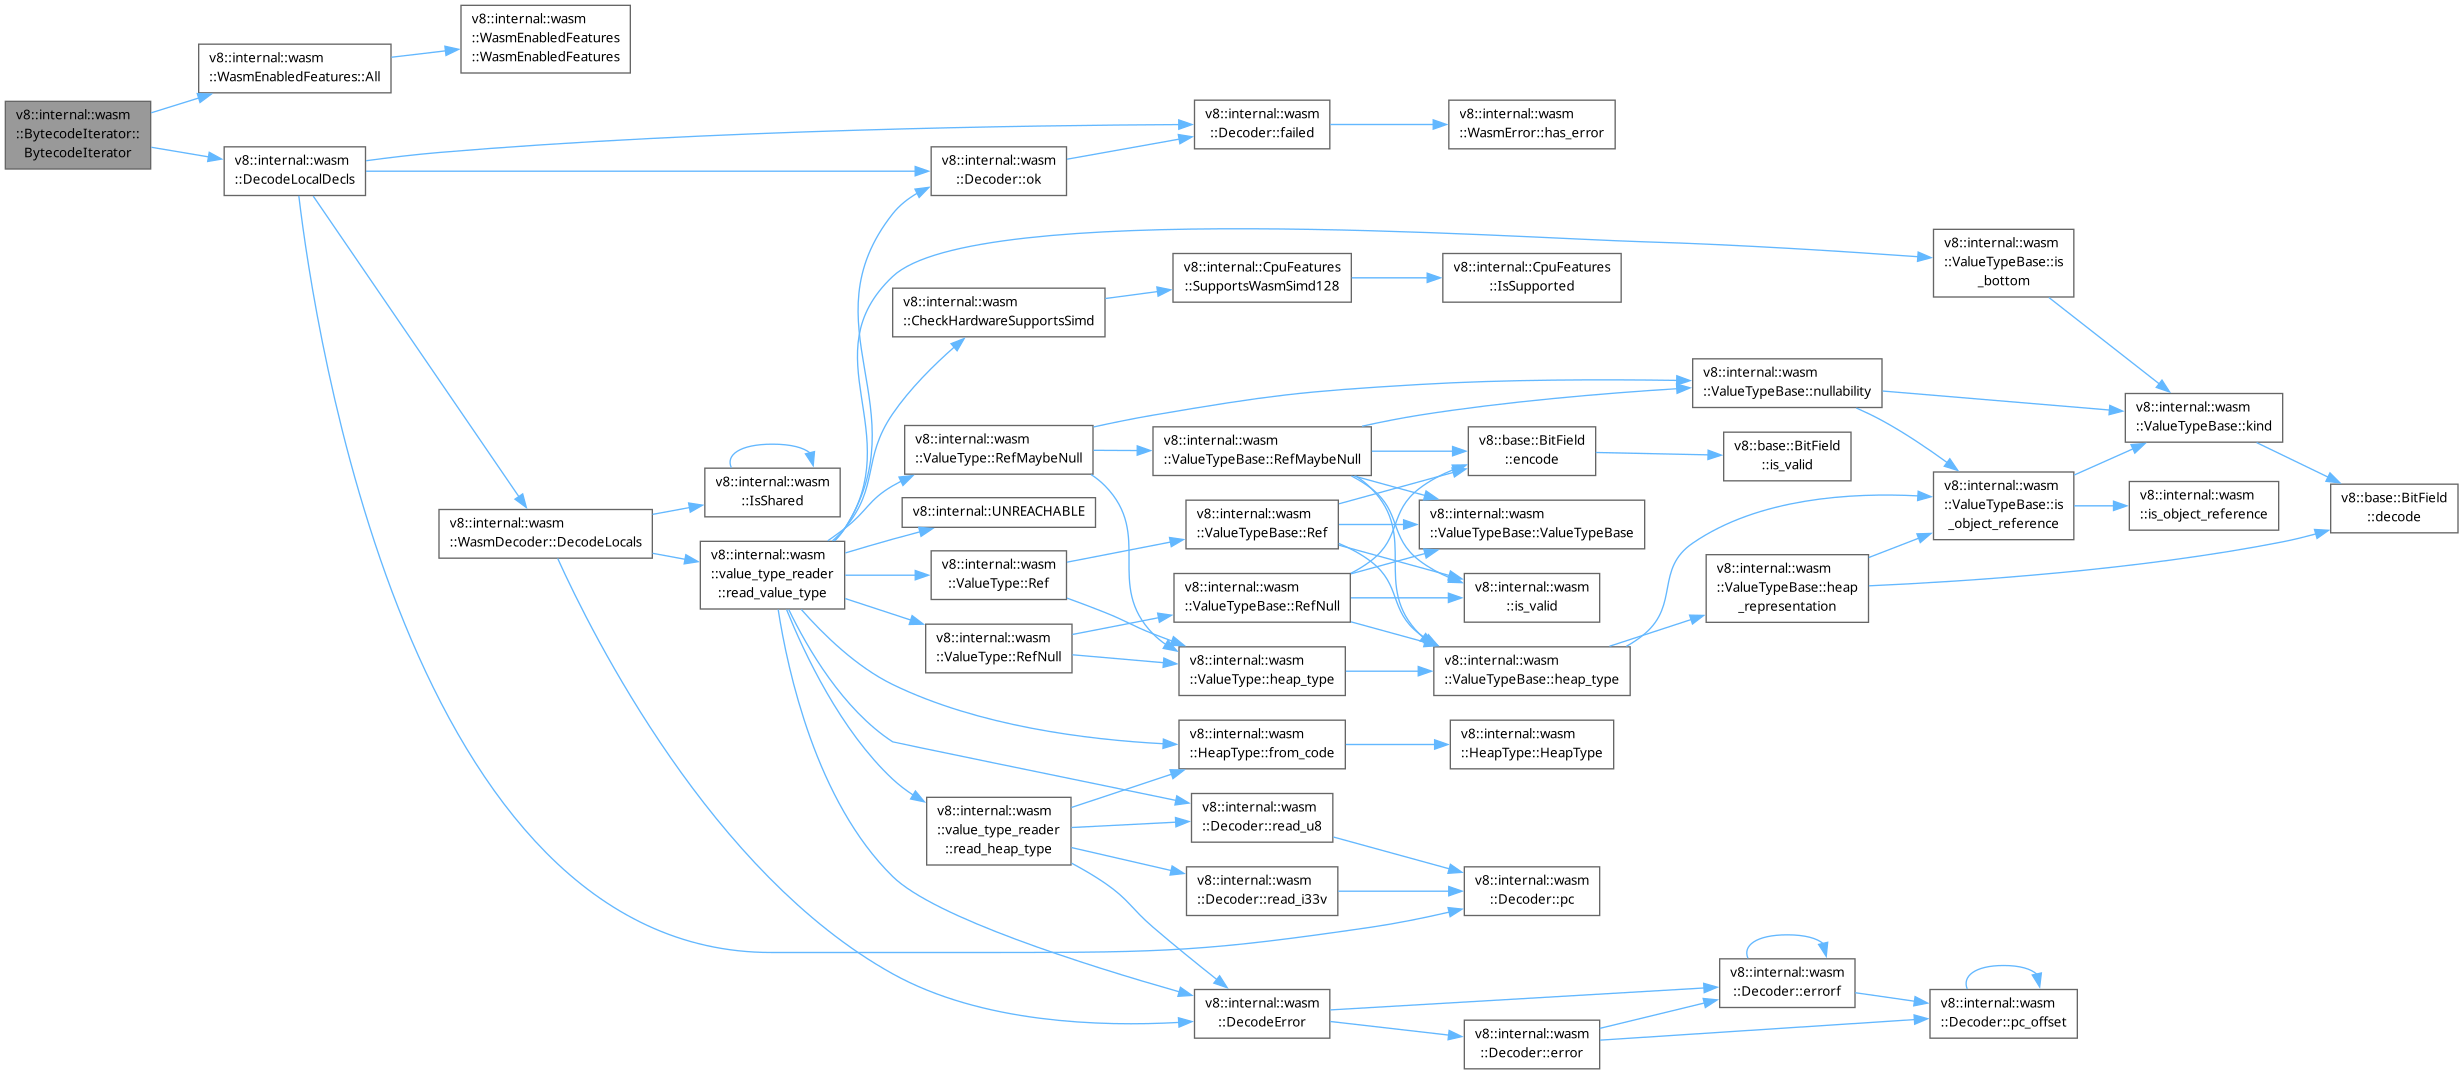 v8::internal::wasm
::WasmEnabledFeatures
::WasmEnabledFeatures
v8::internal::wasm
::WasmEnabledFeatures::All
v8::internal::wasm
::BytecodeIterator::
BytecodeIterator
v8::internal::wasm
::DecodeLocalDecls
v8::internal::wasm
::Decoder::failed
v8::internal::wasm
::WasmError::has_error
v8::internal::wasm
::Decoder::ok
v8::internal::wasm
::ValueTypeBase::is
_bottom
v8::internal::CpuFeatures
::SupportsWasmSimd128
v8::internal::CpuFeatures
::IsSupported
v8::internal::wasm
::CheckHardwareSupportsSimd
v8::internal::wasm
::ValueTypeBase::nullability
v8::internal::wasm
::ValueTypeBase::kind
v8::internal::wasm
::ValueType::RefMaybeNull
v8::internal::wasm
::ValueTypeBase::RefMaybeNull
v8::base::BitField
::encode
v8::base::BitField
::is_valid
v8::internal::wasm
::IsShared
v8::internal::wasm
::ValueTypeBase::is
_object_reference
v8::internal::wasm
::is_object_reference
v8::base::BitField
::decode
v8::internal::UNREACHABLE
v8::internal::wasm
::ValueTypeBase::Ref
v8::internal::wasm
::ValueTypeBase::ValueTypeBase
v8::internal::wasm
::WasmDecoder::DecodeLocals
v8::internal::wasm
::value_type_reader
::read_value_type
v8::internal::wasm
::ValueType::Ref
v8::internal::wasm
::ValueTypeBase::RefNull
v8::internal::wasm
::is_valid
v8::internal::wasm
::ValueTypeBase::heap
_representation
v8::internal::wasm
::ValueType::RefNull
v8::internal::wasm
::ValueType::heap_type
v8::internal::wasm
::ValueTypeBase::heap_type
v8::internal::wasm
::HeapType::from_code
v8::internal::wasm
::HeapType::HeapType
v8::internal::wasm
::value_type_reader
::read_heap_type
v8::internal::wasm
::Decoder::read_u8
v8::internal::wasm
::Decoder::read_i33v
v8::internal::wasm
::Decoder::pc
v8::internal::wasm
::Decoder::errorf
v8::internal::wasm
::DecodeError
v8::internal::wasm
::Decoder::pc_offset
v8::internal::wasm
::Decoder::error